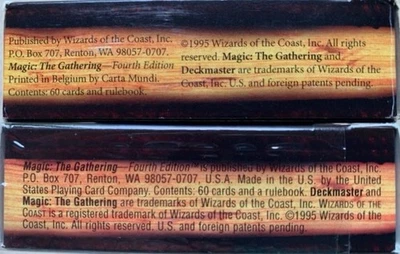 Published by Wizards of the Coast, Inc.
P.O. Box 707, Renton, WA 98057-0707.
Magic: The Gathering—Fourth Edition
Printed in Belgium by Carta Mundi.
Contents: 60 cards and rulebook.
©1995 Wizards of the Coast, Inc. All rights
reserved. Magic: The Gathering and
Deckmaster are trademarks of Wizards of the
Coast, Inc. U.S. and foreign patents pending.
Magic: The Gathering—Fourth Edition™ is published by Wizards of the Coast, Inc.
P.O. Box 707, Renton, WA 98057-0707, U.S.A. Made in the U.S. by the United
States Playing Card Company. Contents: 60 cards and a rulebook. Deckmaster and
Magic: The Gathering are trademarks of Wizards of the Coast, Inc. WIZARDS OF THE
COAST is a registered trademark of Wizards of the Coast, Inc. ©1995 Wizards of the
Coast, Inc. All rights reserved. U.S. and foreign patents pending.